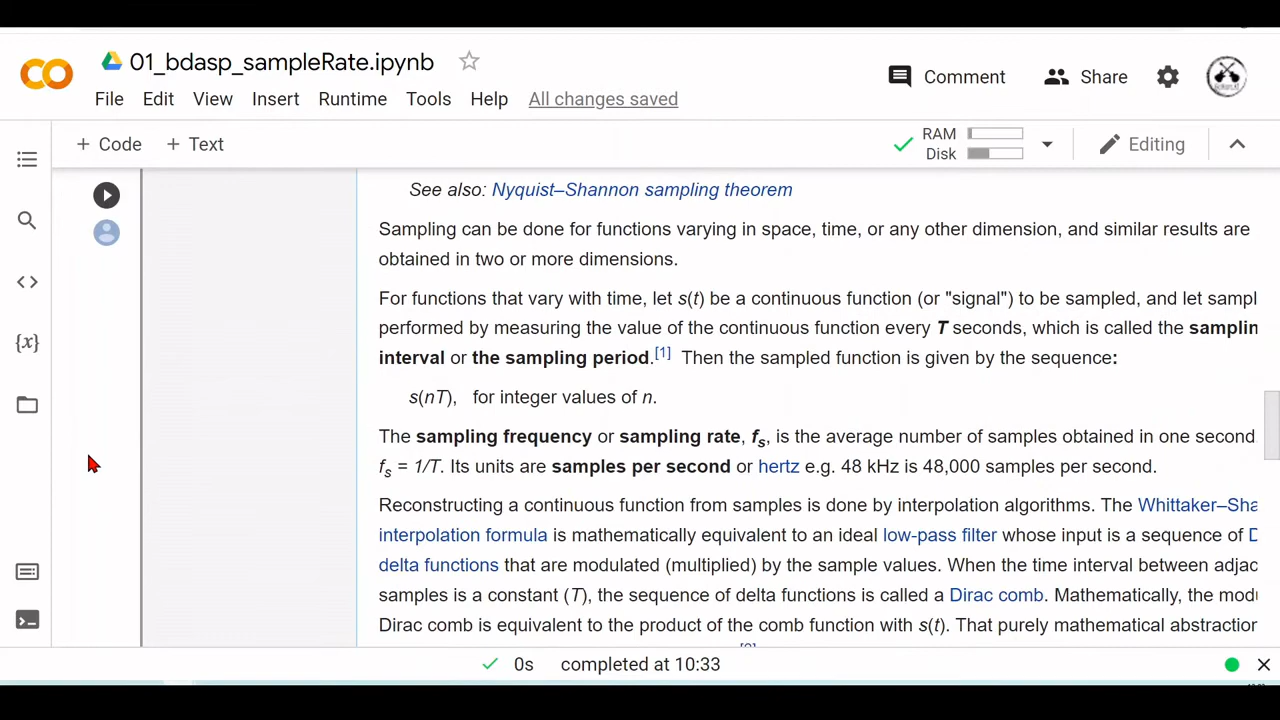 01_bdasp_sampleRate.ipynb
Comment
Share
File Edit View Insert Runtime Tools Help All changes saved
+ Code + Text
RAM
Disk
Editing
See also: Nyquist–Shannon sampling theorem
Sampling can be done for functions varying in space, time, or any other dimension, and similar results are
obtained in two or more dimensions.
For functions that vary with time, let s(t) be a continuous function (or "signal") to be sampled, and let sampl
performed by measuring the value of the continuous function every T seconds, which is called the samplin
interval or the sampling period.[1] Then the sampled function is given by the sequence:
s(nT), for integer values of n.
The sampling frequency or sampling rate, fs, is the average number of samples obtained in one second
fs = 1/T. Its units are samples per second or hertz e.g. 48 kHz is 48,000 samples per second.
Reconstructing a continuous function from samples is done by interpolation algorithms. The Whittaker–Sha
interpolation formula is mathematically equivalent to an ideal low-pass filter whose input is a sequence of D
delta functions that are modulated (multiplied) by the sample values. When the time interval between adjac
samples is a constant (T), the sequence of delta functions is called a Dirac comb. Mathematically, the modu
Dirac comb is equivalent to the product of the comb function with s(t). That purely mathematical abstraction
0s completed at 10:33